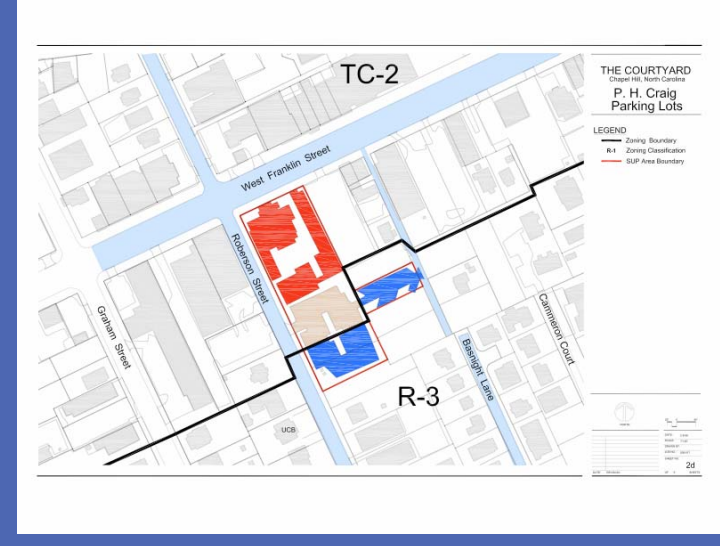 TC-2
West Franklin Street
Roberson Street
Graham Street
Cammeron Court
Basnight Lane
R-3
UCB
THE COURTYARD
Chapel Hill, North Carolina
P. H. Craig
Parking Lots
LEGEND
Zoning Boundary
R-1 Zoning Classification
SUP Area Boundary
2d